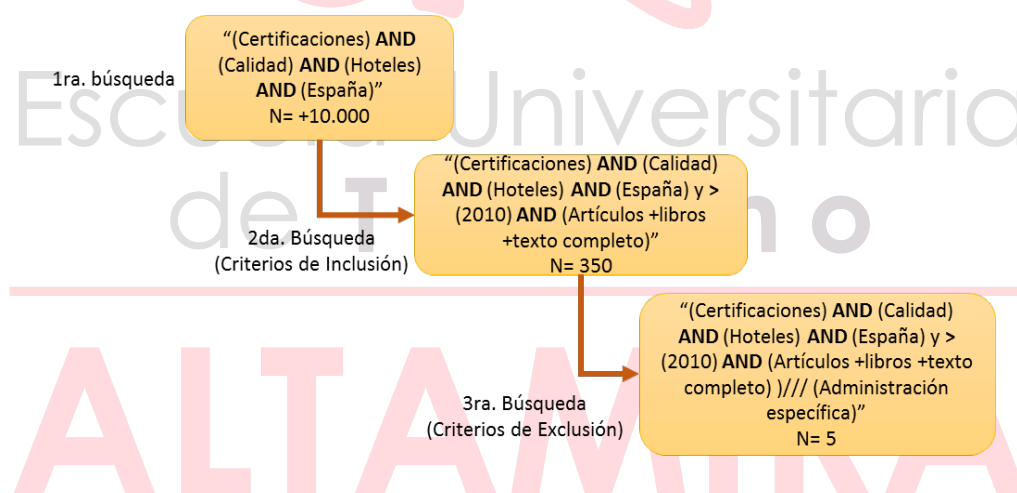 1ra. búsqueda
“(Certificaciones) AND
(Calidad) AND (Hoteles)
AND (España)”
N= +10.000
2da. Búsqueda
(Criterios de Inclusión)
“(Certificaciones) AND (Calidad)
AND (Hoteles) AND (España) y >
(2010) AND (Artículos +libros
+texto completo)”
N= 350
3ra. Búsqueda
(Criterios de Exclusión)
“(Certificaciones) AND (Calidad)
AND (Hoteles) AND (España) y >
(2010) AND (Artículos +libros +texto
completo) )/// (Administración
específica)”
N= 5
Universitaria
de
ALTAMIRA